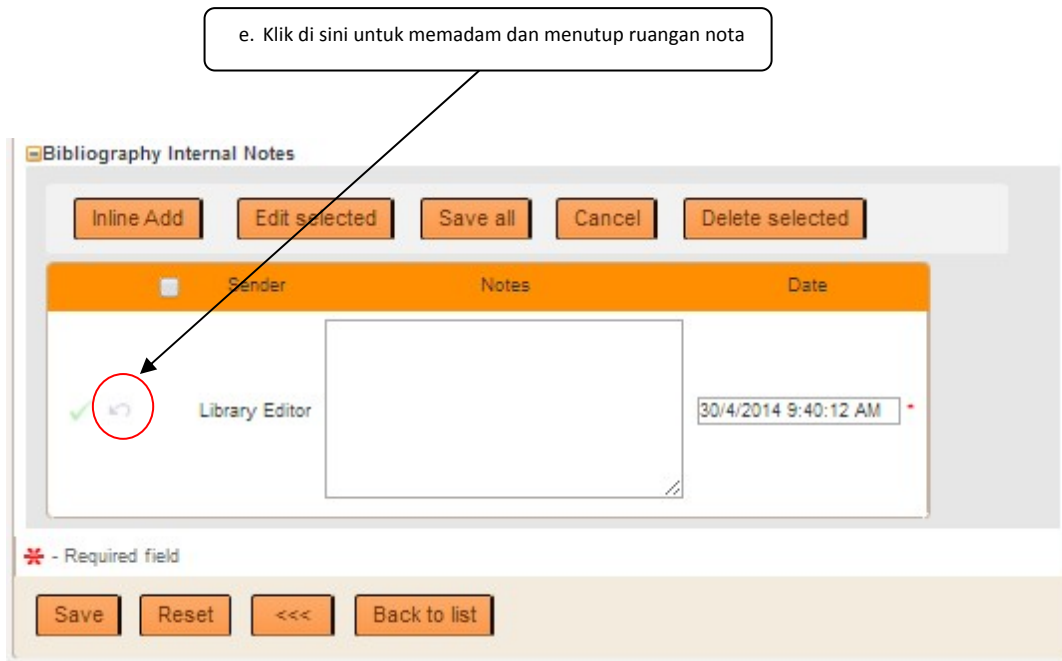 e. Klik di sini untuk memadam dan menutup ruangan nota
Bibliography Internal Notes
Inline Add Edit selected Save all Cancel Delete selected
Sender Notes Date
Library Editor 30/4/2014 9:40:12 AM *
* - Required field
Save Reset <<< Back to list